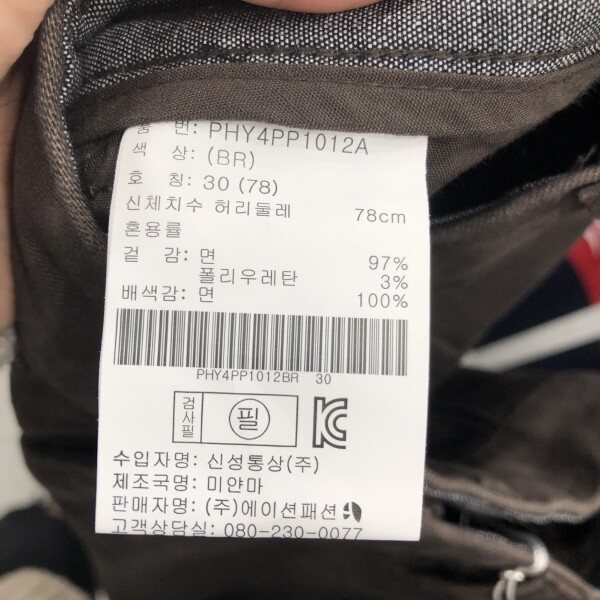 품 번: PHY4PP1012A
색 상: (BR)
호 칭: 30 (78)
신체치수 허리둘레 78cm
혼용률
겉 감: 면 97%
폴리우레탄 3%
배색감: 면 100%
PHY4PP1012BR 30
검사필 필 KC
수입자명: 신성통상(주)
제조국명: 미얀마
판매자명: (주)에이션패션
고객상담실: 080-230-0077